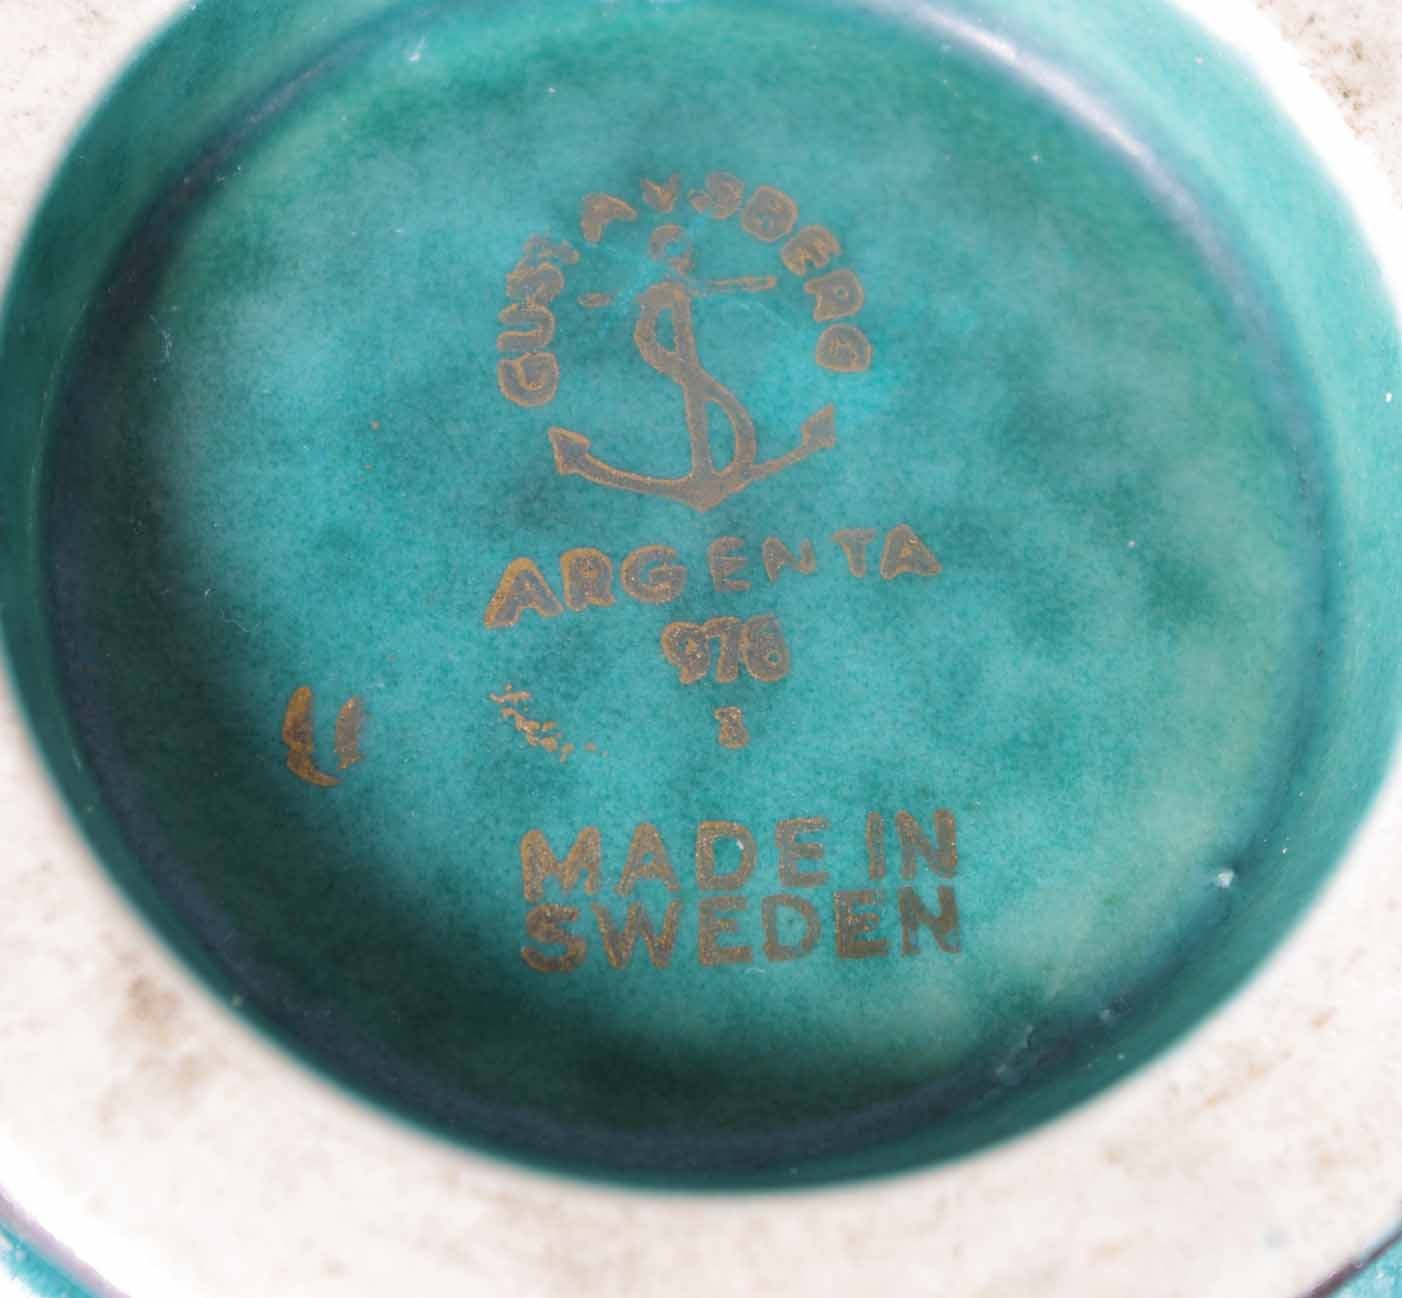 GUSTAVSBERG
ARGENTA
976
B
U
MADE IN
SWEDEN